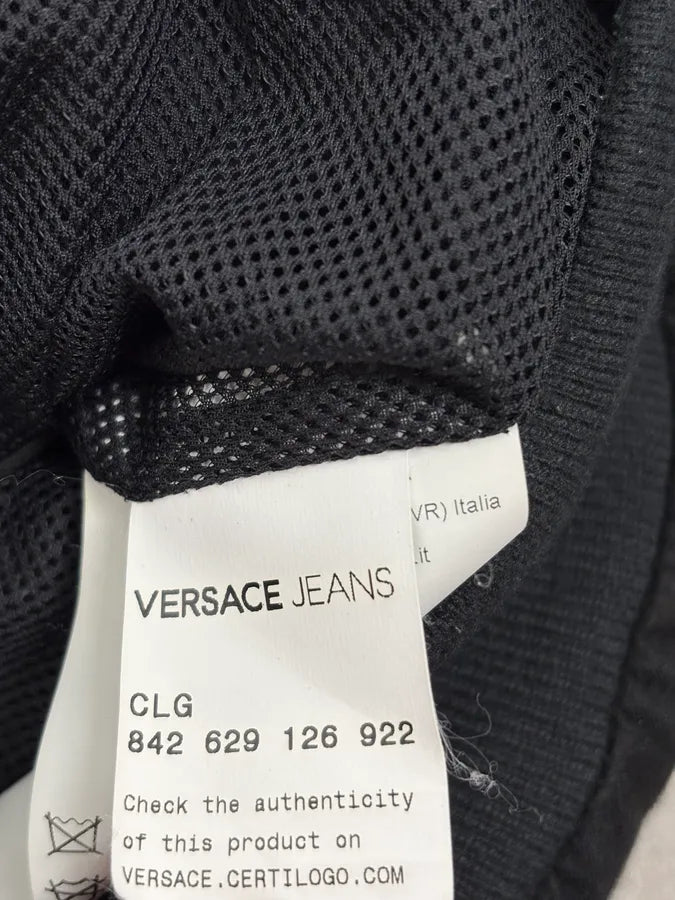 VR) Italia
.it
VERSACE JEANS
CLG
842 629 126 922
Check the authenticity
of this product on
VERSACE.CERTILOGO.COM